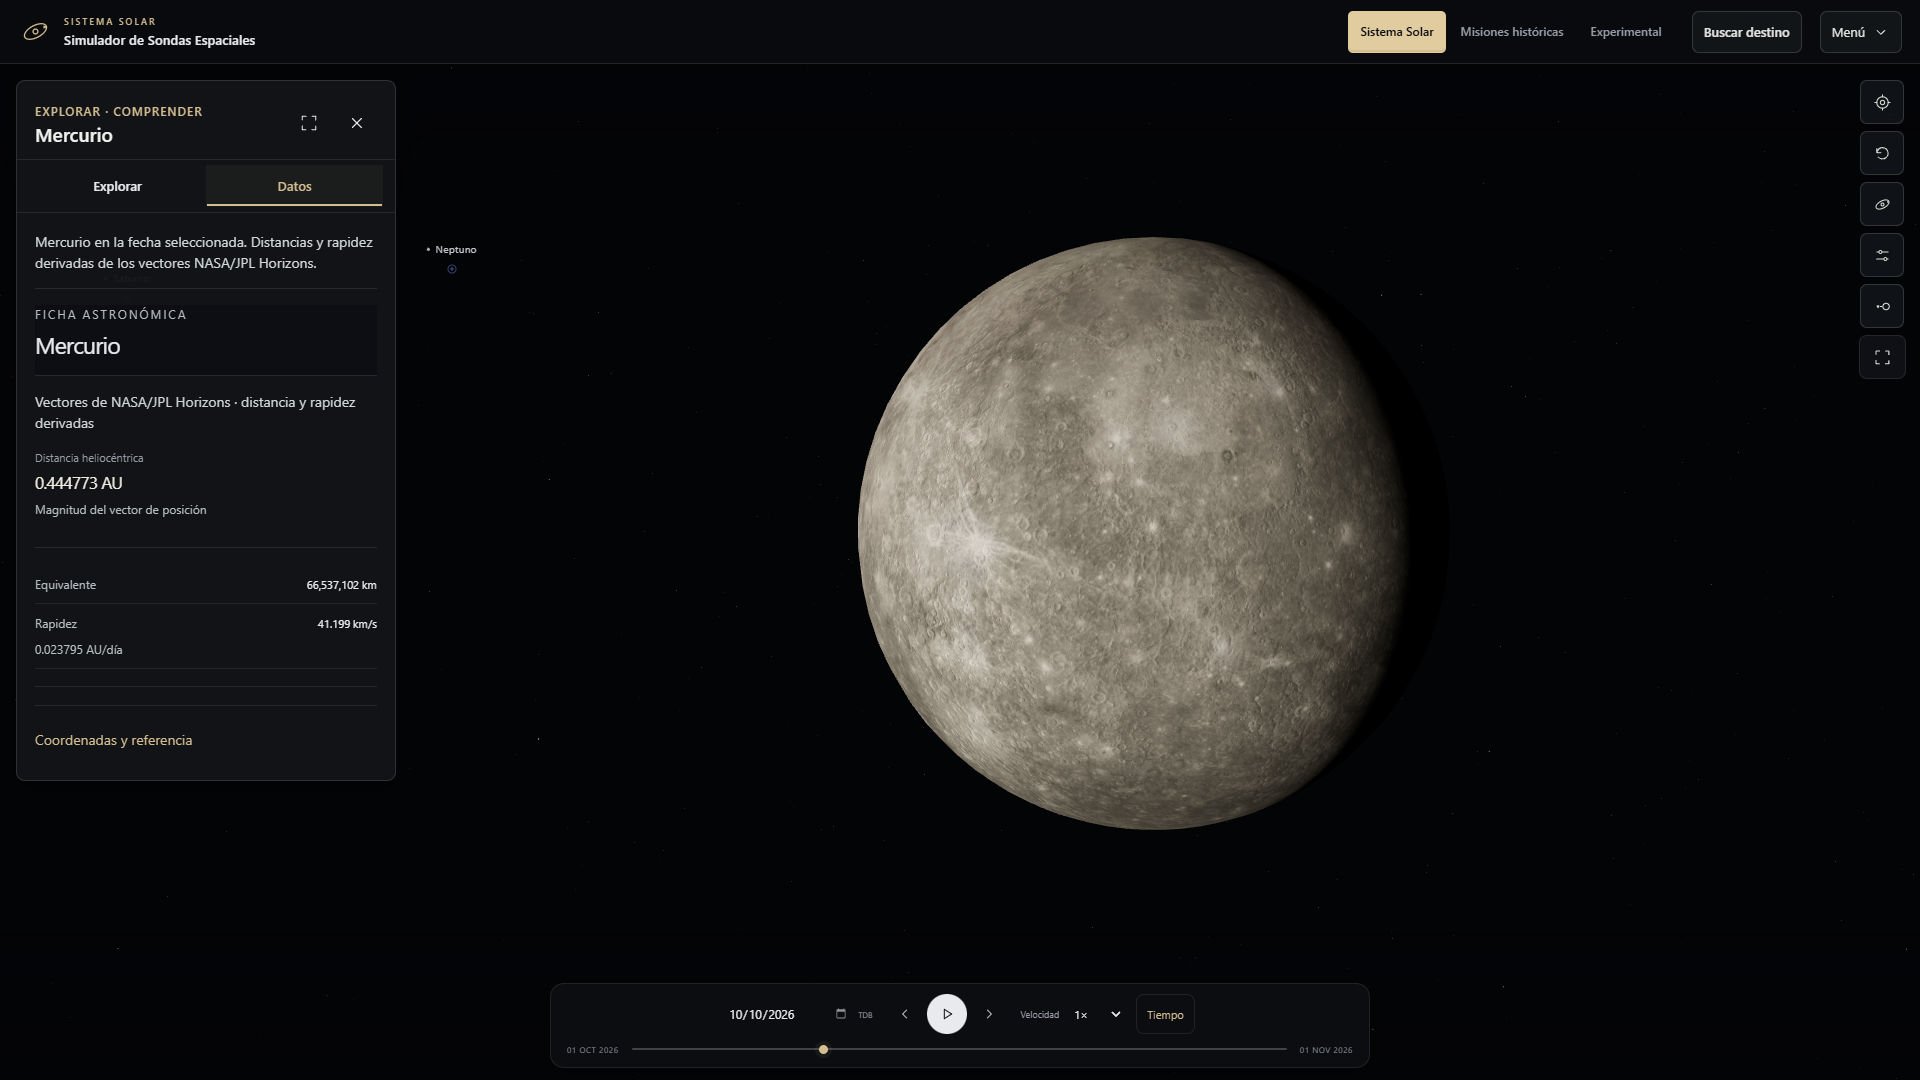 SISTEMA SOLAR
Simulador de Sondas Espaciales
Sistema Solar
Misiones históricas
Experimental
Buscar destino
Menú
EXPLORAR · COMPRENDER
Mercurio
Explorar
Datos
Mercurio en la fecha seleccionada. Distancias y rapidez
derivadas de los vectores NASA/JPL Horizons.
FICHA ASTRONÓMICA
Mercurio
Vectores de NASA/JPL Horizons · distancia y rapidez
derivadas
Distancia heliocéntrica
0.444773 AU
Magnitud del vector de posición
Equivalente
66,537,102 km
Rapidez
41.199 km/s
0.023795 AU/día
Coordenadas y referencia
Neptuno
10/10/2026
TDB
Velocidad
1×
Tiempo
01 OCT 2026
01 NOV 2026